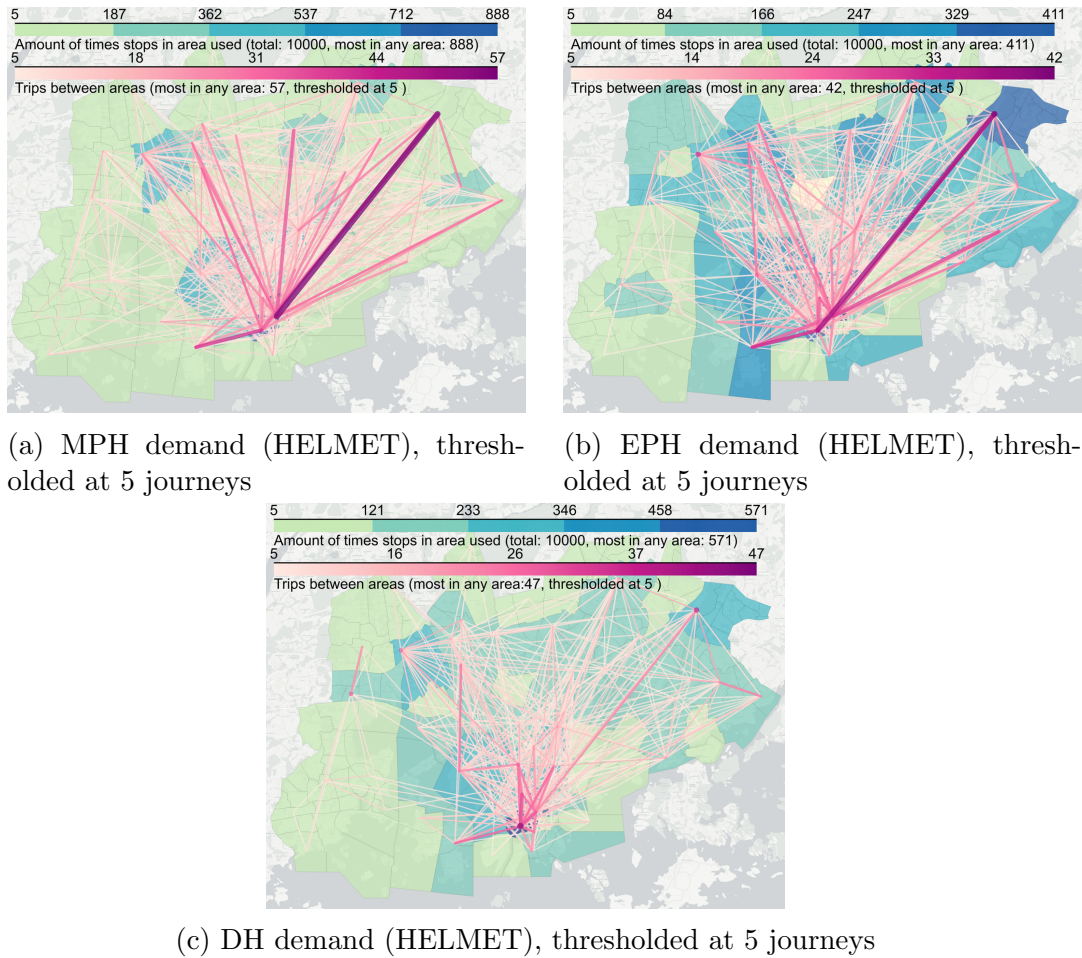 5 187 362 537 712 888
Amount of times stops in area used (total: 10000, most in any area: 888)
5 18 31 44 57
Trips between areas (most in any area: 57, thresholded at 5 )
5 84 166 247 329 411
Amount of times stops in area used (total: 10000, most in any area:411)
5 14 24 33 42
Trips between areas (most in any area: 42, thresholded at 5 )
(a) MPH demand (HELMET), thresh-
olded at 5 journeys
(b) EPH demand (HELMET), thresh-
olded at 5 journeys
5 121 233 346 458 571
Amount of times stops in area used (total: 10000, most in any area: 571)
5 16 26 37 47
Trips between areas (most in any area:47, thresholded at 5 )
(c) DH demand (HELMET), thresholded at 5 journeys